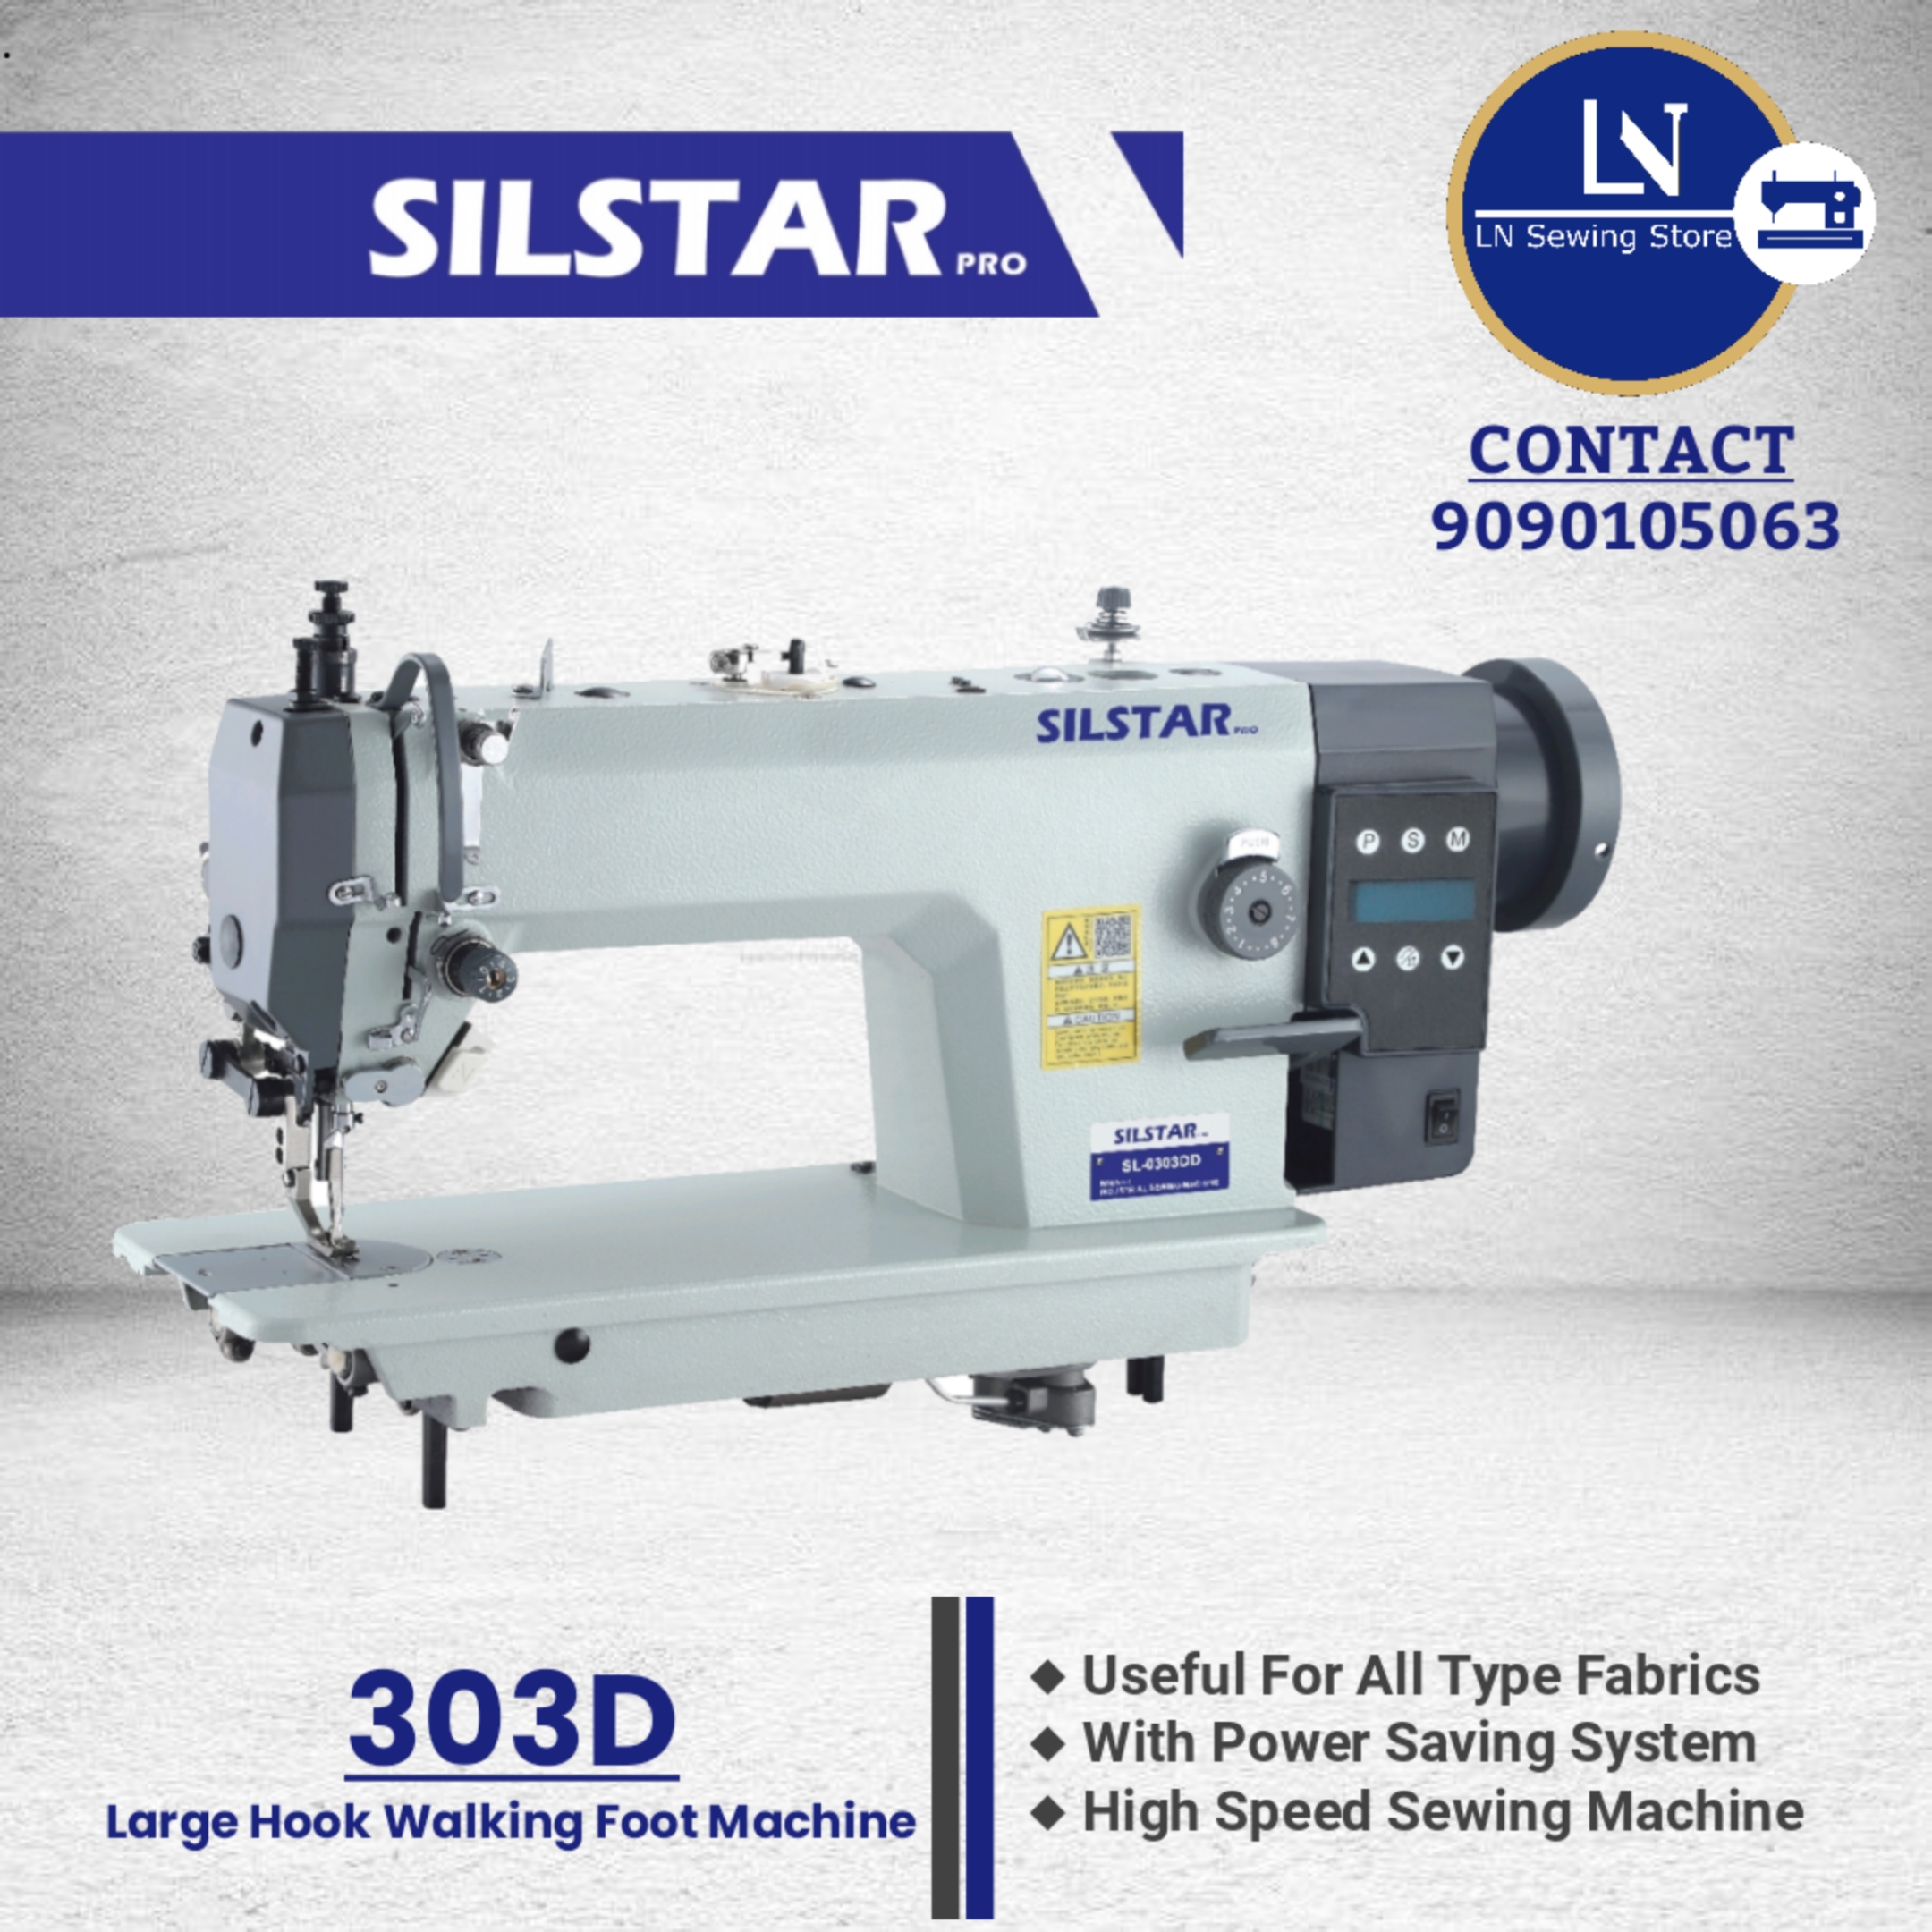 SILSTAR PRO
LN
LN Sewing Store
CONTACT
9090105063
SILSTAR PRO
PUSH
P S M
CAUTION
SILSTAR
SL-0303DD
303D
Large Hook Walking Foot Machine
◆ Useful For All Type Fabrics
◆ With Power Saving System
◆ High Speed Sewing Machine